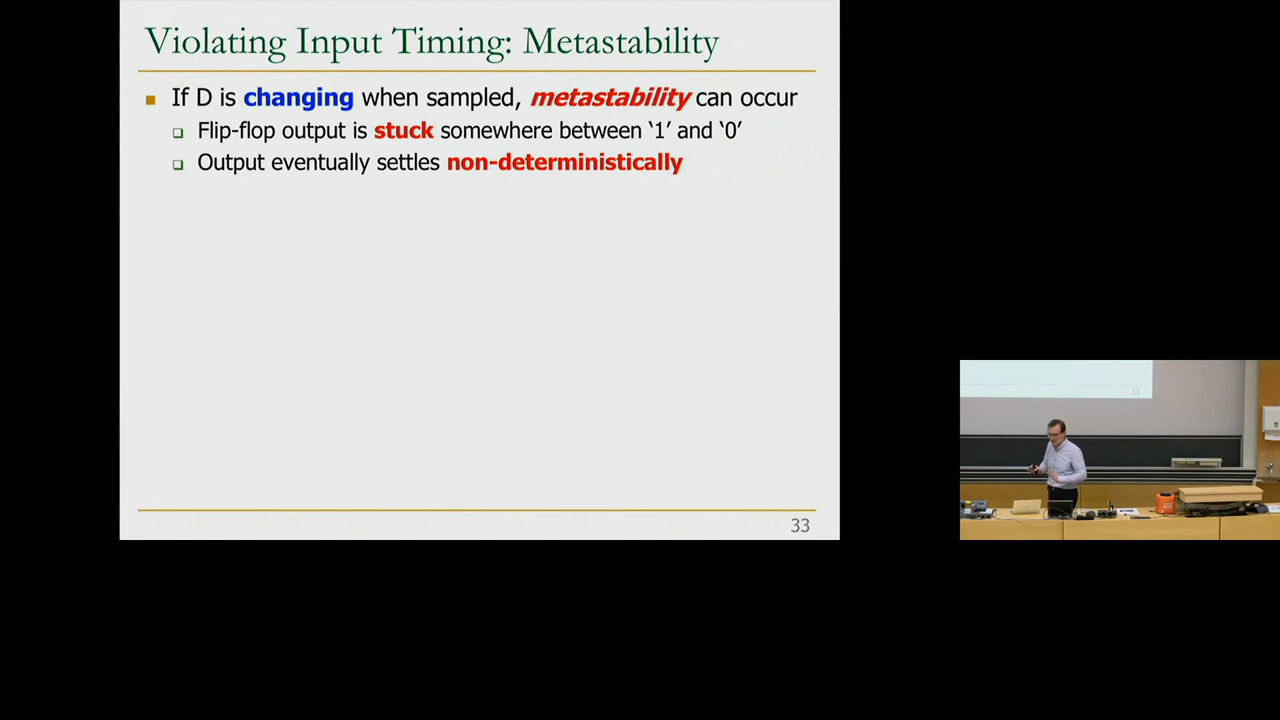 Violating Input Timing: Metastability
If D is changing when sampled, metastability can occur
Flip-flop output is stuck somewhere between ‘1’ and ‘0’
Output eventually settles non-deterministically
33